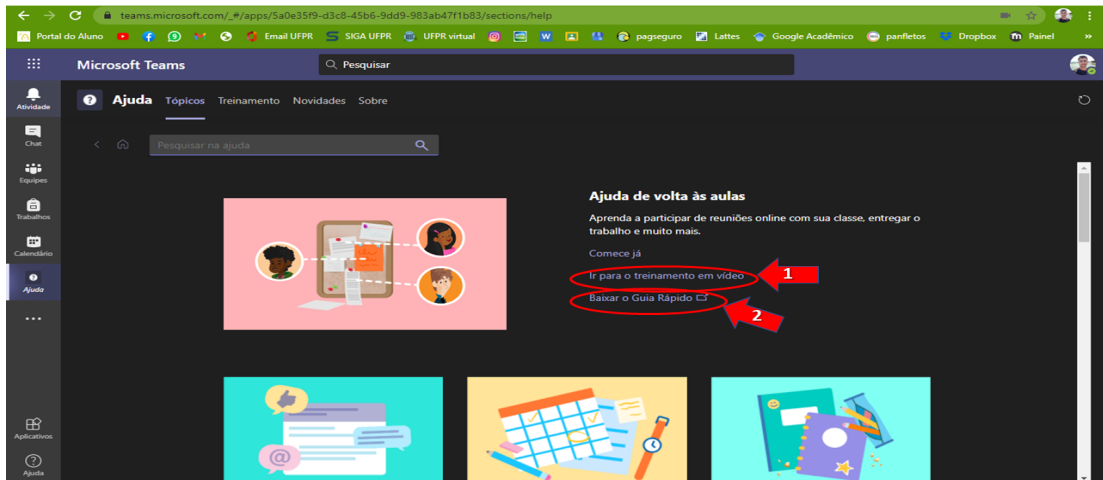 teams.microsoft.com/_#/apps/5a0e35f9-d3c8-45b6-9dd9-983ab47f1b83/sections/help
Portal do Aluno Email UFPR SIGA UFPR UFPR virtual pagseguro Lattes Google Acadêmico panfletos Dropbox Painel »
Microsoft Teams
Pesquisar
Atividade
Chat
Equipes
Trabalhos
Calendário
Ajuda
Aplicativos
Ajuda
Ajuda Tópicos Treinamento Novidades Sobre
Pesquisar na ajuda
Ajuda de volta às aulas
Aprenda a participar de reuniões online com sua classe, entregar o
trabalho e muito mais.
Comece já
Ir para o treinamento em vídeo
1
Baixar o Guia Rápido
2
@